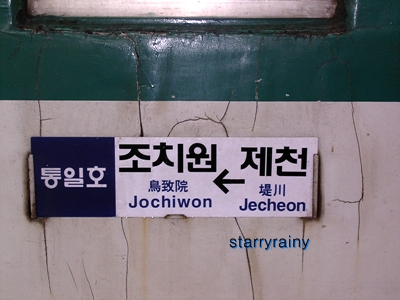 통일호
조치원 ← 제천
鳥致院 堤川
Jochiwon Jecheon
starryrainy